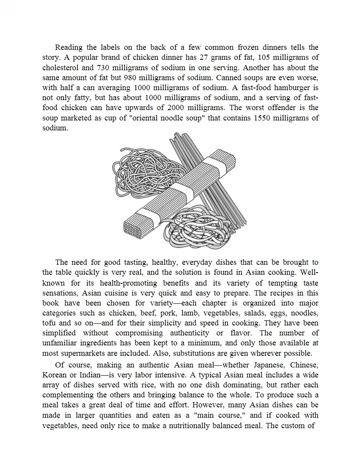 Reading the labels on the back of a few common frozen dinners tells the
story. A popular brand of chicken dinner has 27 grams of fat, 105 milligrams of
cholesterol and 730 milligrams of sodium in one serving. Another has about the
same amount of fat but 980 milligrams of sodium. Canned soups are even worse,
with half a can averaging 1000 milligrams of sodium. A fast-food hamburger is
not only fatty, but has about 1000 milligrams of sodium, and a serving of fast-
food chicken can have upwards of 2000 milligrams. The worst offender is the
soup marketed as cup of "oriental noodle soup" that contains 1550 milligrams of
sodium.
The need for good tasting, healthy, everyday dishes that can be brought to
the table quickly is very real, and the solution is found in Asian cooking. Well-
known for its health-promoting benefits and its variety of tempting taste
sensations, Asian cuisine is very quick and easy to prepare. The recipes in this
book have been chosen for variety—each chapter is organized into major
categories such as chicken, beef, pork, lamb, vegetables, salads, eggs, noodles,
tofu and so on—and for their simplicity and speed in cooking. They have been
simplified without compromising authenticity or flavor. The number of
unfamiliar ingredients has been kept to a minimum, and only those available at
most supermarkets are included. Also, substitutions are given wherever possible.
Of course, making an authentic Asian meal—whether Japanese, Chinese,
Korean or Indian—is very labor intensive. A typical Asian meal includes a wide
array of dishes served with rice, with no one dish dominating, but rather each
complementing the others and bringing balance to the whole. To produce such a
meal takes a great deal of time and effort. However, many Asian dishes can be
made in larger quantities and eaten as a "main course," and if cooked with
vegetables, need only rice to make a nutritionally balanced meal. The custom of